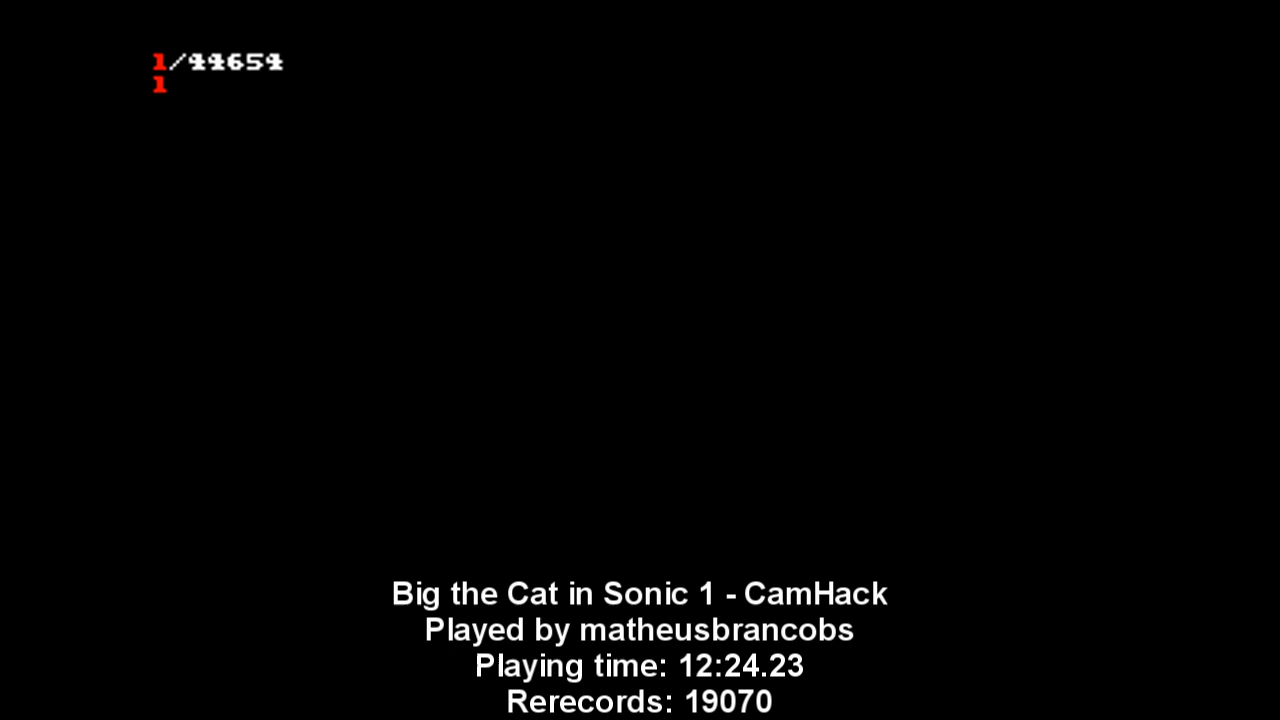 1/44654
1
Big the Cat in Sonic 1 - CamHack
Played by matheusbrancobs
Playing time: 12:24.23
Rerecords: 19070